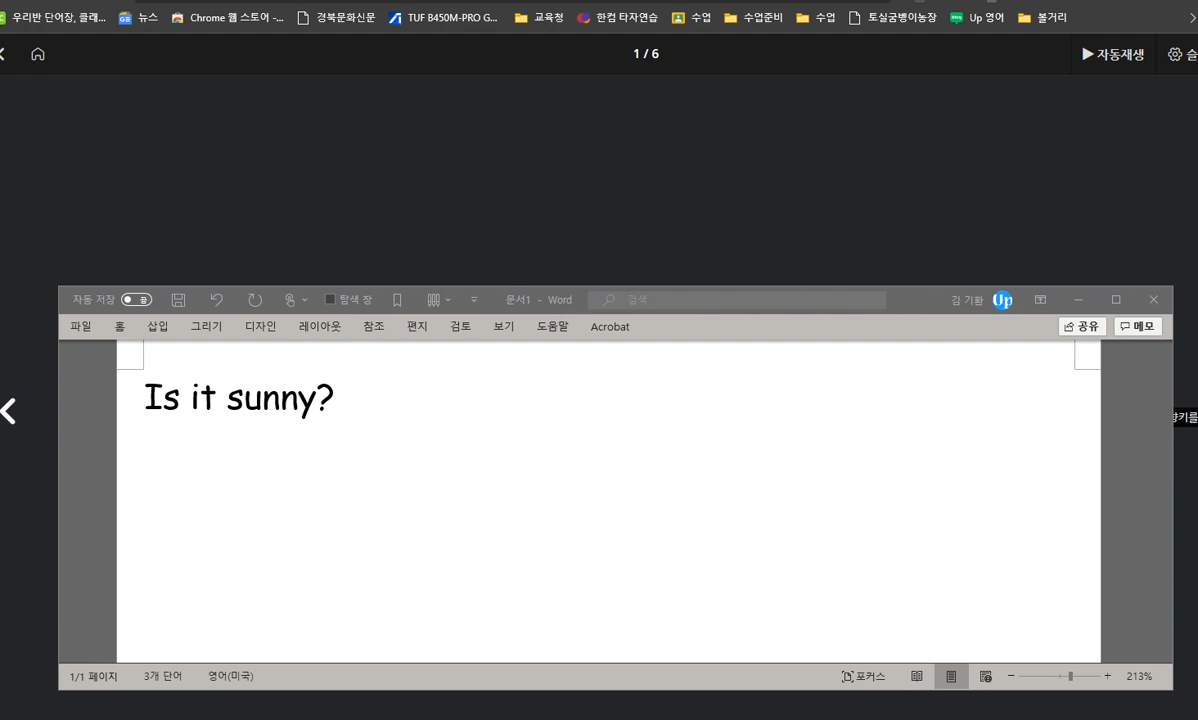 우리반 단어장, 클래... 뉴스 Chrome 웹 스토어 -... 경북문화신문 TUF B450M-PRO G... 교육청 한컴 타자연습 수업 수업준비 수업 토실굼벵이농장 Up 영어 볼거리
1 / 6 자동재생 슬
자동 저장 끔 탐색 창 문서1 - Word 검색 김 기환 Up
파일 홈 삽입 그리기 디자인 레이아웃 참조 편지 검토 보기 도움말 Acrobat 공유 메모
Is it sunny?
향키를
1/1 페이지 3개 단어 영어(미국) 포커스 213%